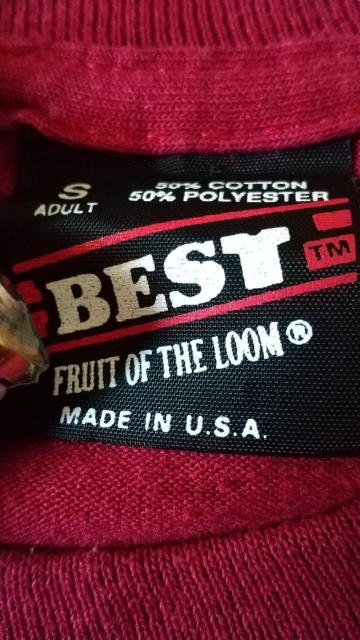 S
ADULT
50% COTTON
50% POLYESTER
BEST
TM
FRUIT OF THE LOOM®
MADE IN U.S.A.